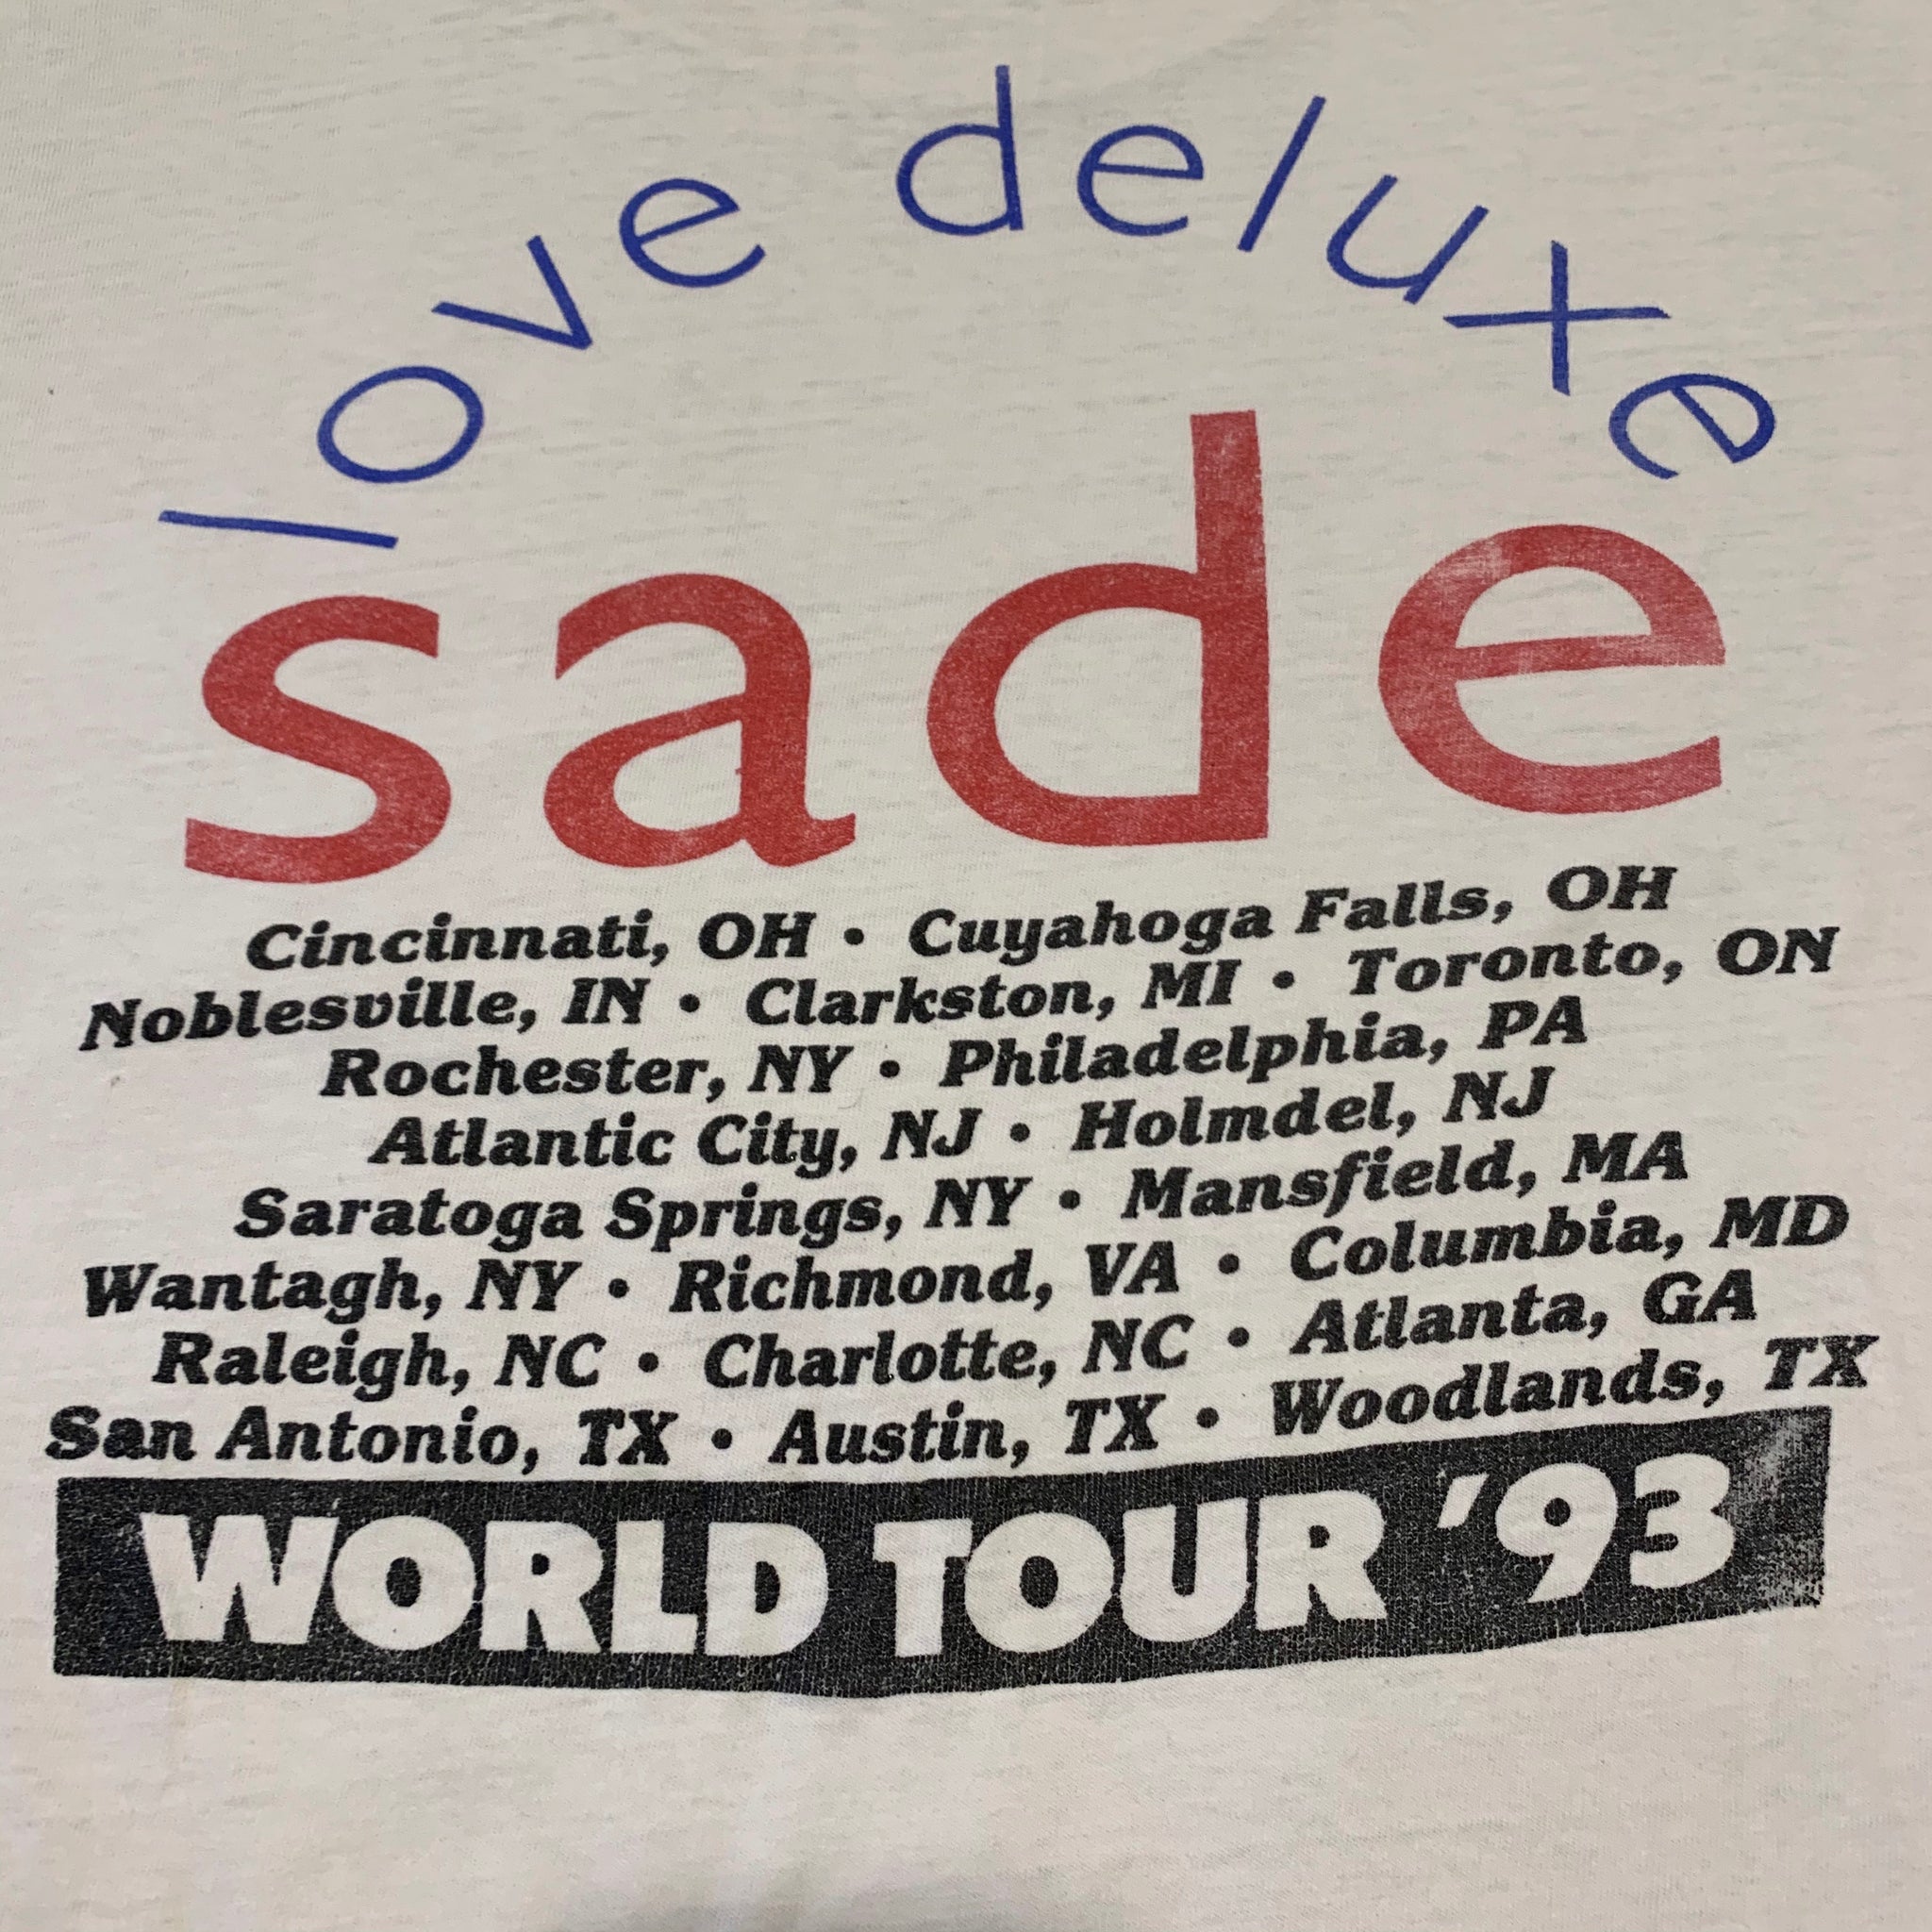 love deluxe
sade
Cincinnati, OH • Cuyahoga Falls, OH
Noblesville, IN • Clarkston, MI • Toronto, ON
Rochester, NY • Philadelphia, PA
Atlantic City, NJ • Holmdel, NJ
Saratoga Springs, NY • Mansfield, MA
Wantagh, NY • Richmond, VA • Columbia, MD
Raleigh, NC • Charlotte, NC • Atlanta, GA
San Antonio, TX • Austin, TX • Woodlands, TX
WORLD TOUR '93